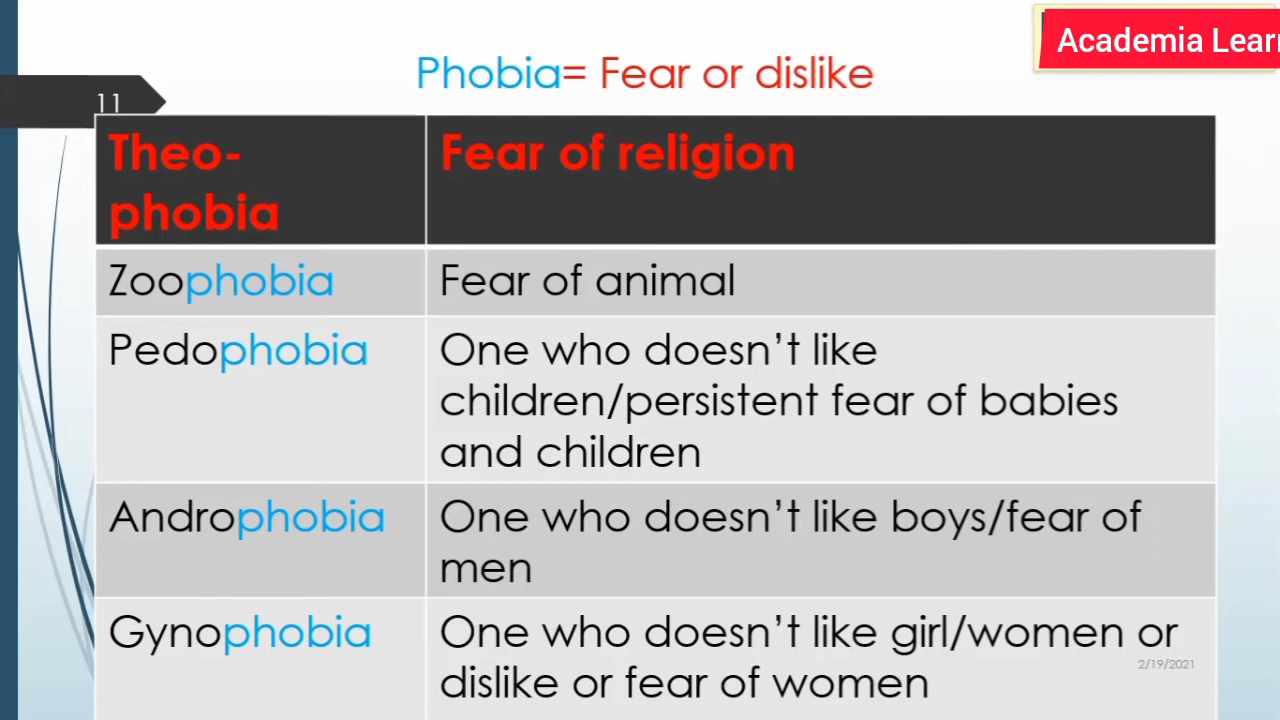 Academia Lear
Phobia= Fear or dislike
11
Theo-
phobia
Fear of religion
Zoophobia
Fear of animal
Pedophobia
One who doesn’t like
children/persistent fear of babies
and children
Androphobia
One who doesn’t like boys/fear of
men
Gynophobia
One who doesn’t like girl/women or
dislike or fear of women
2/19/2021